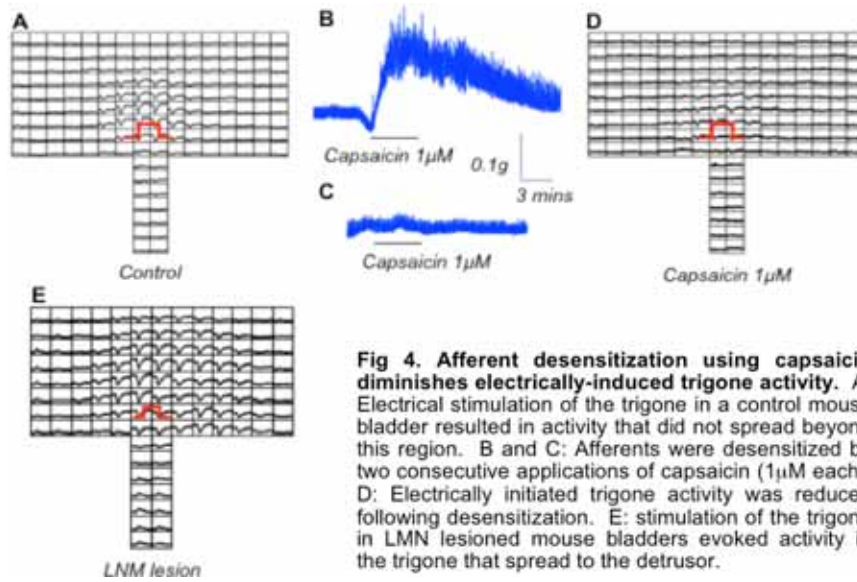 A
B
D
Capsaicin 1µM
0.1g
3 mins
C
Capsaicin 1µM
Control
Capsaicin 1µM
E
LNM lesion
Fig 4. Afferent desensitization using capsaici
diminishes electrically-induced trigone activity. A
Electrical stimulation of the trigone in a control mouse
bladder resulted in activity that did not spread beyon
this region. B and C: Afferents were desensitized b
two consecutive applications of capsaicin (1µM each
D: Electrically initiated trigone activity was reduce
following desensitization. E: stimulation of the trigon
in LMN lesioned mouse bladders evoked activity i
the trigone that spread to the detrusor.